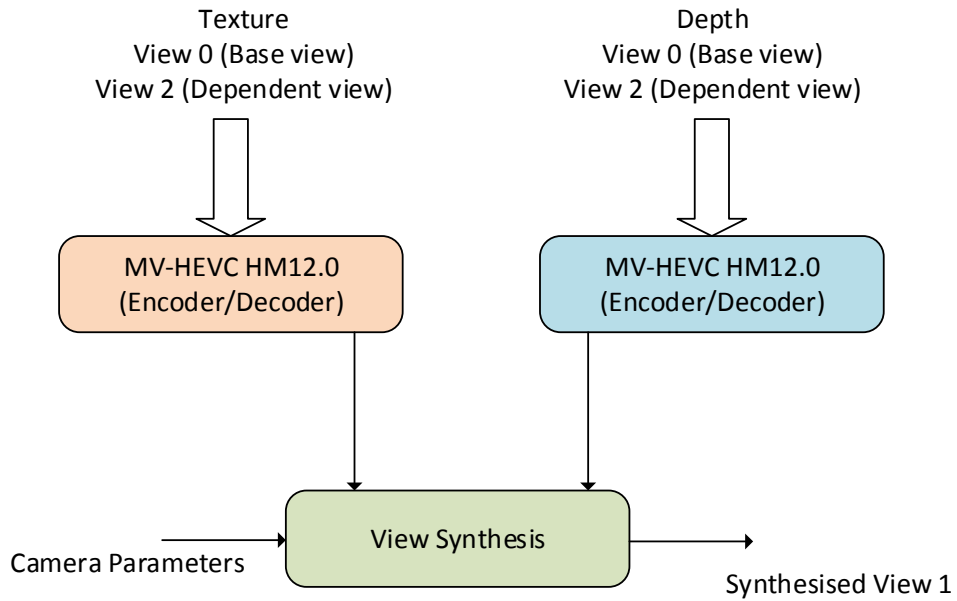 Texture
View 0 (Base view)
View 2 (Dependent view)
Depth
View 0 (Base view)
View 2 (Dependent view)
MV-HEVC HM12.0
(Encoder/Decoder)
MV-HEVC HM12.0
(Encoder/Decoder)
View Synthesis
Camera Parameters
Synthesised View 1